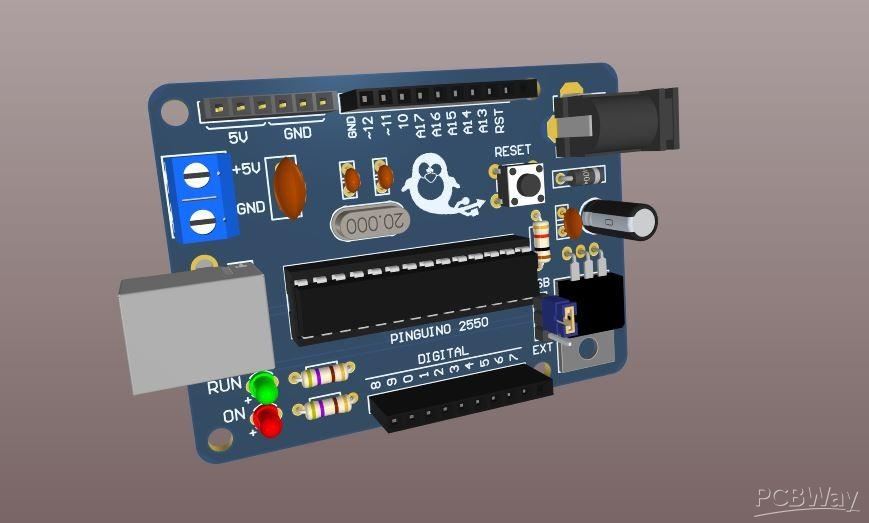 5V
GND
GND
~12
~11
10
A17
A16
A15
A14
A13
RST
+5V
GND
RESET
20.000
PINGUINO 2550
EXT
DIGITAL
8
9
0
1
2
3
4
5
6
7
RUN
+
ON
+
PCBWay